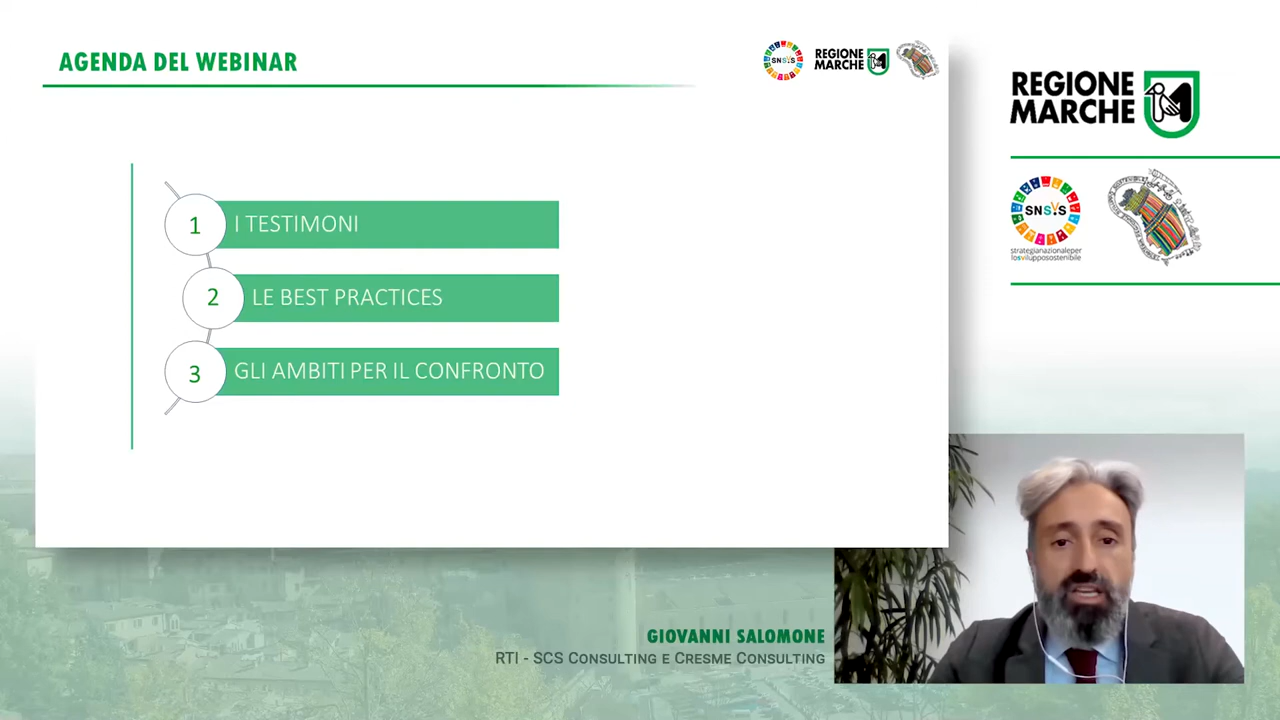 AGENDA DEL WEBINAR
SNSVS
REGIONE
MARCHE
1
I TESTIMONI
2
LE BEST PRACTICES
3
GLI AMBITI PER IL CONFRONTO
REGIONE
MARCHE
SNSVS
strategianazionaleper
losvilupposostenibile
GIOVANNI SALOMONE
RTI - SCS CONSULTING E CRESME CONSULTING